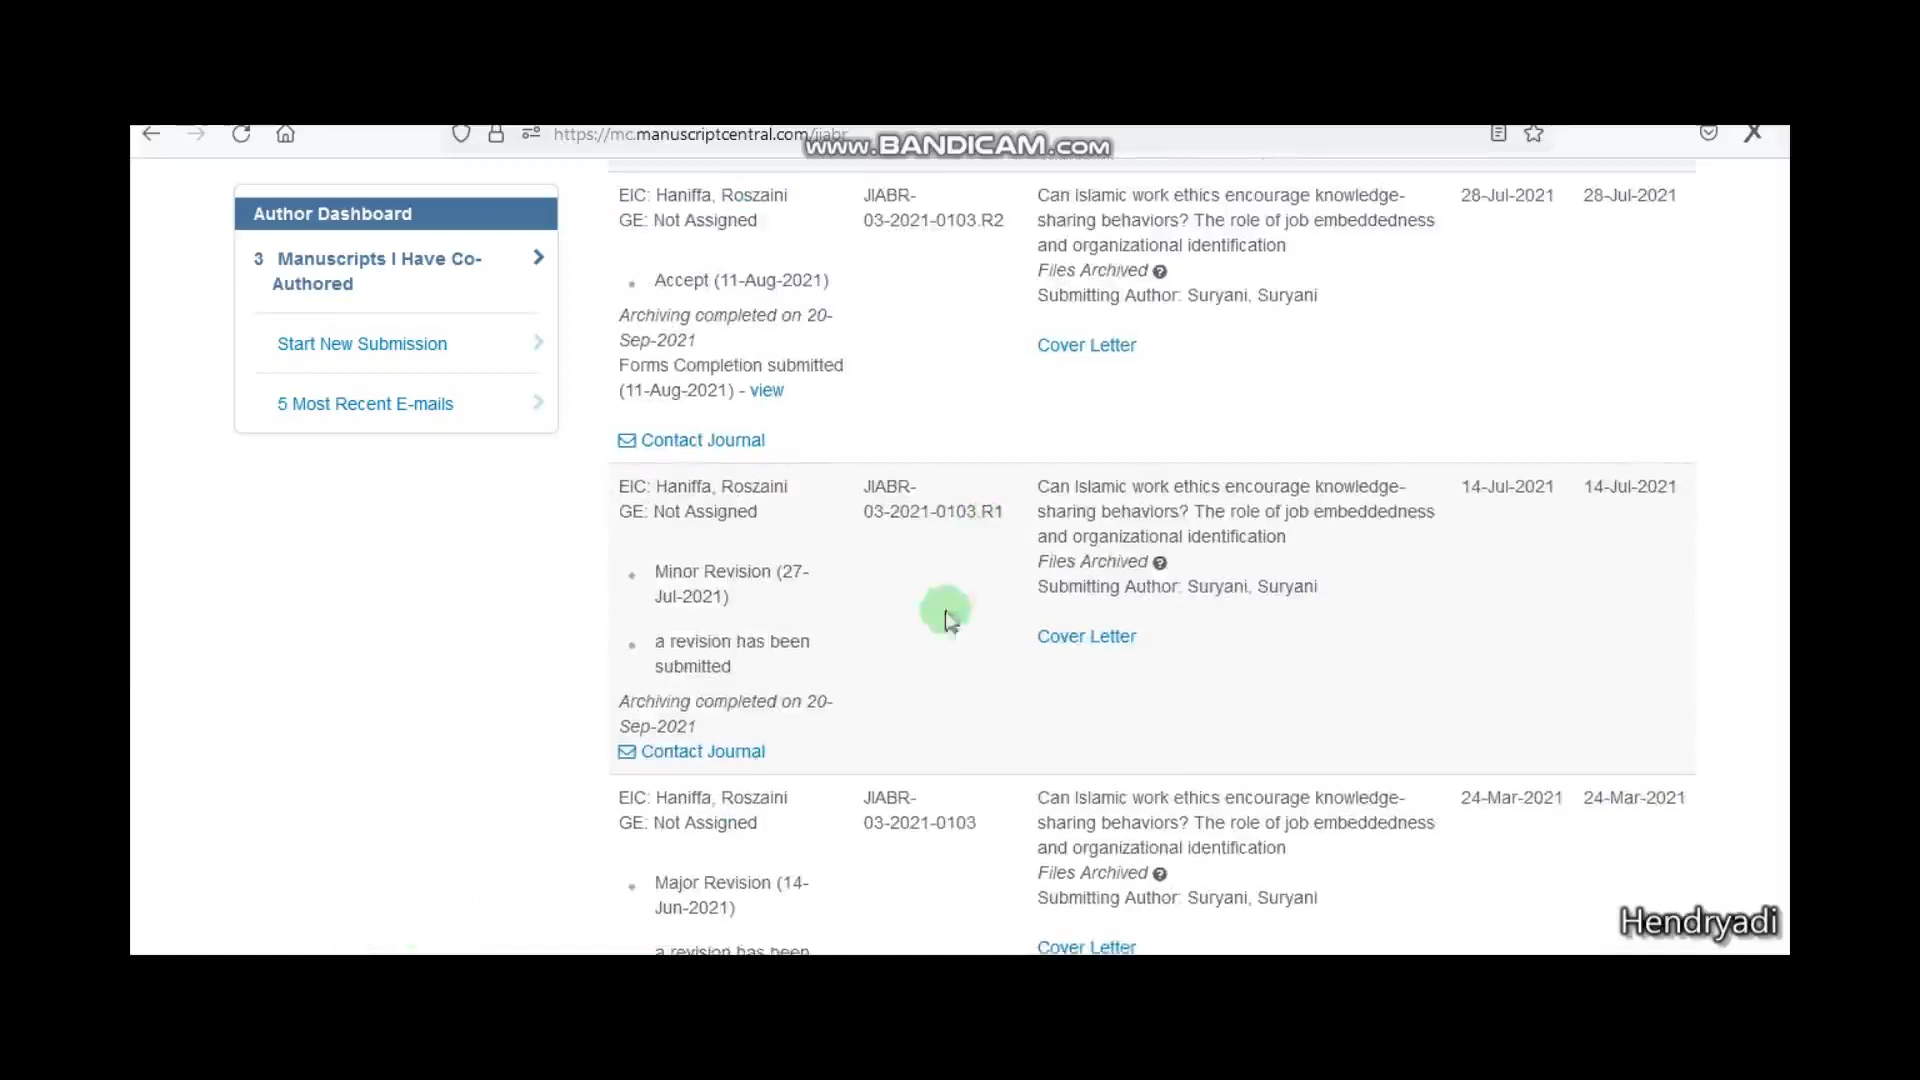 https://mc.manuscriptcentral.com/jiabr
www.BANDICAM.com
Author Dashboard
3 Manuscripts I Have Co-
Authored
Start New Submission
5 Most Recent E-mails
EIC: Haniffa, Roszaini
GE: Not Assigned
Accept (11-Aug-2021)
Archiving completed on 20-
Sep-2021
Forms Completion submitted
(11-Aug-2021) - view
Contact Journal
JIABR-
03-2021-0103.R2
Can Islamic work ethics encourage knowledge-
sharing behaviors? The role of job embeddedness
and organizational identification
Files Archived
Submitting Author: Suryani, Suryani
Cover Letter
28-Jul-2021
28-Jul-2021
EIC: Haniffa, Roszaini
GE: Not Assigned
Minor Revision (27-
Jul-2021)
a revision has been
submitted
Archiving completed on 20-
Sep-2021
Contact Journal
JIABR-
03-2021-0103.R1
Can Islamic work ethics encourage knowledge-
sharing behaviors? The role of job embeddedness
and organizational identification
Files Archived
Submitting Author: Suryani, Suryani
Cover Letter
14-Jul-2021
14-Jul-2021
EIC: Haniffa, Roszaini
GE: Not Assigned
Major Revision (14-
Jun-2021)
a revision has been
JIABR-
03-2021-0103
Can Islamic work ethics encourage knowledge-
sharing behaviors? The role of job embeddedness
and organizational identification
Files Archived
Submitting Author: Suryani, Suryani
Cover Letter
24-Mar-2021
24-Mar-2021
Hendryadi